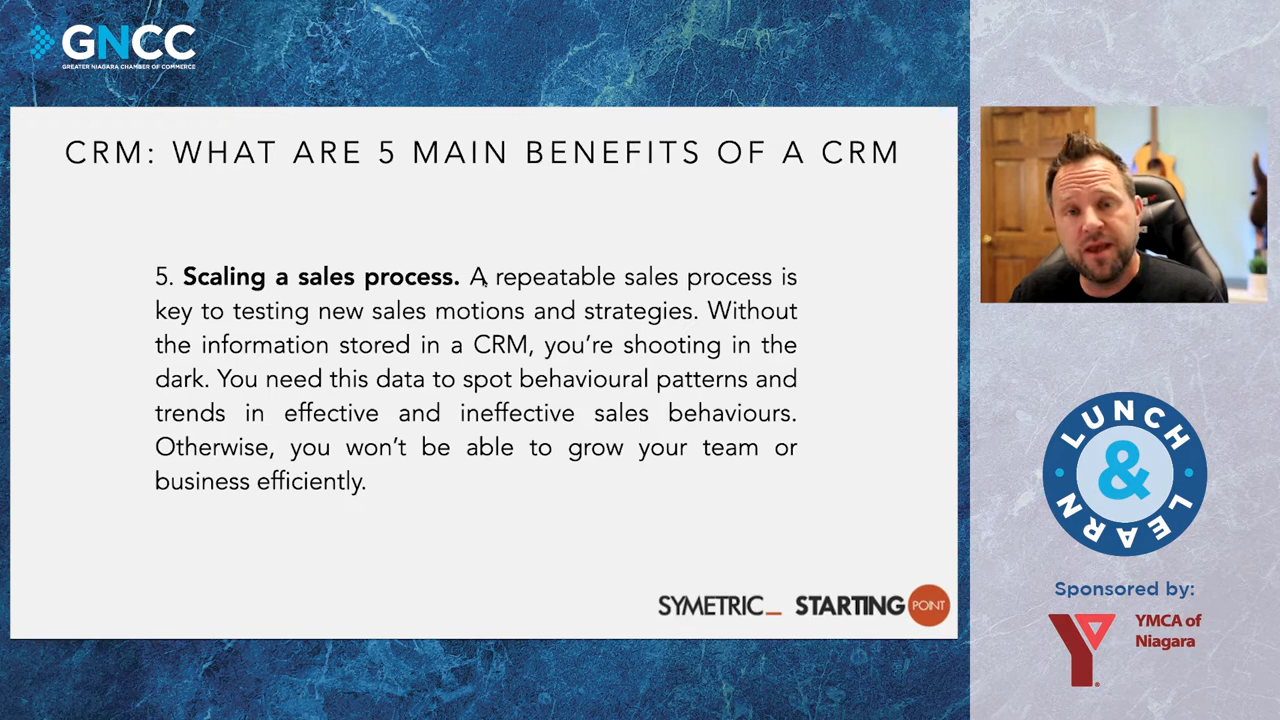 GNCC
GREATER NIAGARA CHAMBER OF COMMERCE
CRM: WHAT ARE 5 MAIN BENEFITS OF A CRM
5. Scaling a sales process. A repeatable sales process is
key to testing new sales motions and strategies. Without
the information stored in a CRM, you’re shooting in the
dark. You need this data to spot behavioural patterns and
trends in effective and ineffective sales behaviours.
Otherwise, you won’t be able to grow your team or
business efficiently.
SYMETRIC_ STARTING POINT
LUNCH
&
LEARN
Sponsored by:
YMCA of
Niagara